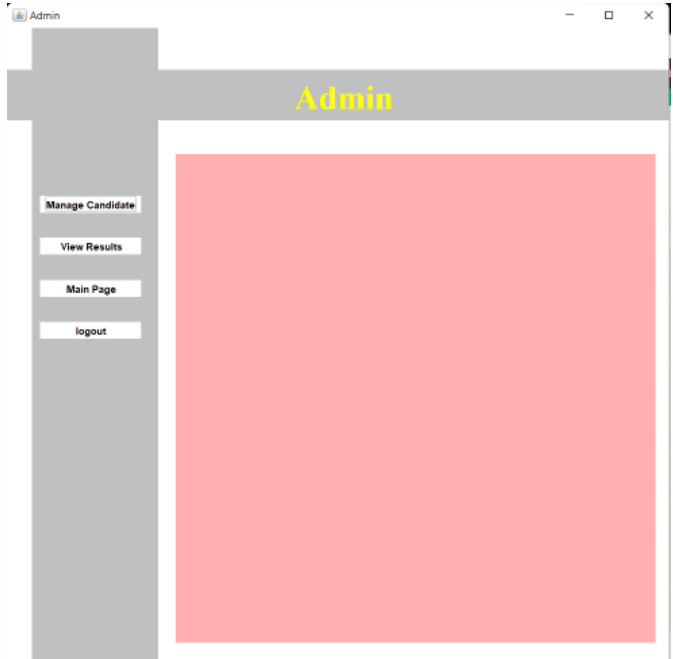 Admin
Admin
Manage Candidate
View Results
Main Page
logout